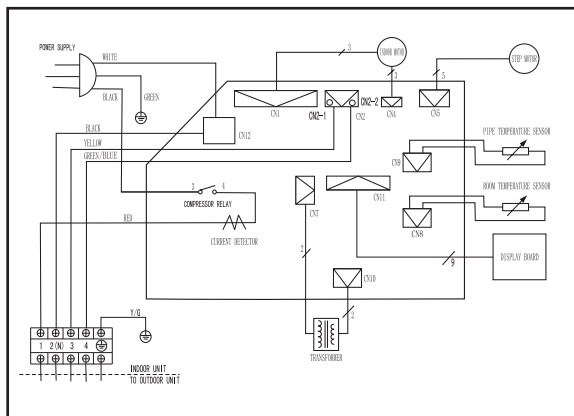 POWER SUPPLY
WHITE
BLACK
GREEN
3
INDOOR MOTOR
3
STEP MOTOR
5
CN1
CN2-1
CN2-2
CN2
CN4
CN5
BLACK
YELLOW
GREEN/BLUE
CN12
PIPE TEMPERATURE SENSOR
CN9
3
4
COMPRESSOR RELAY
CN7
CN11
ROOM TEMPERATURE SENSOR
CN8
RED
CURRENT DETECTOR
2
9
DISPLAY BOARD
CN10
2
Y/G
TRANSFORMER
1 2(N) 3 4
INDOOR UNIT
TO OUTDOOR UNIT